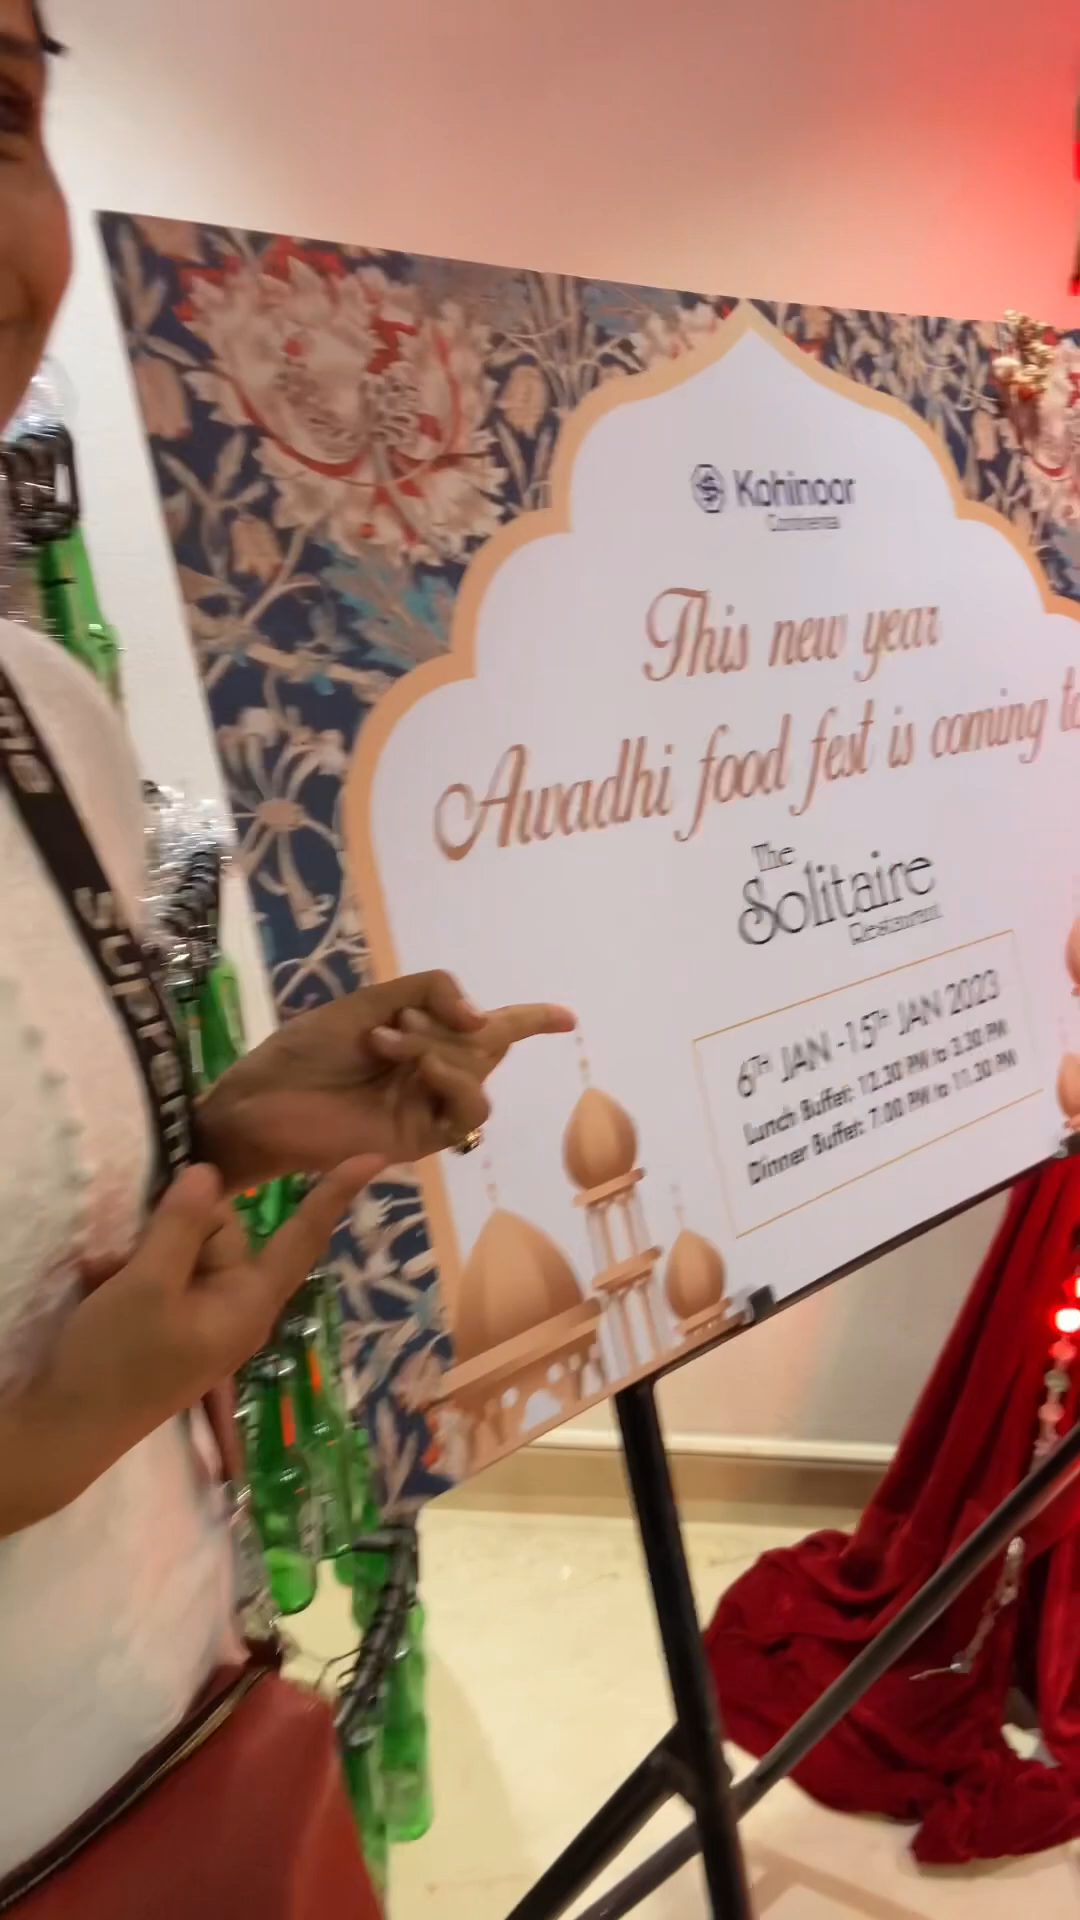 Kohinoor
Continental
This new year
Awadhi food fest is coming to
The
Solitaire
Restaurant
6TH JAN -15TH JAN 2023
Lunch Buffet: 12.30 PM to 3.30 PM
Dinner Buffet: 7.00 PM to 11.30 PM
SUPREME